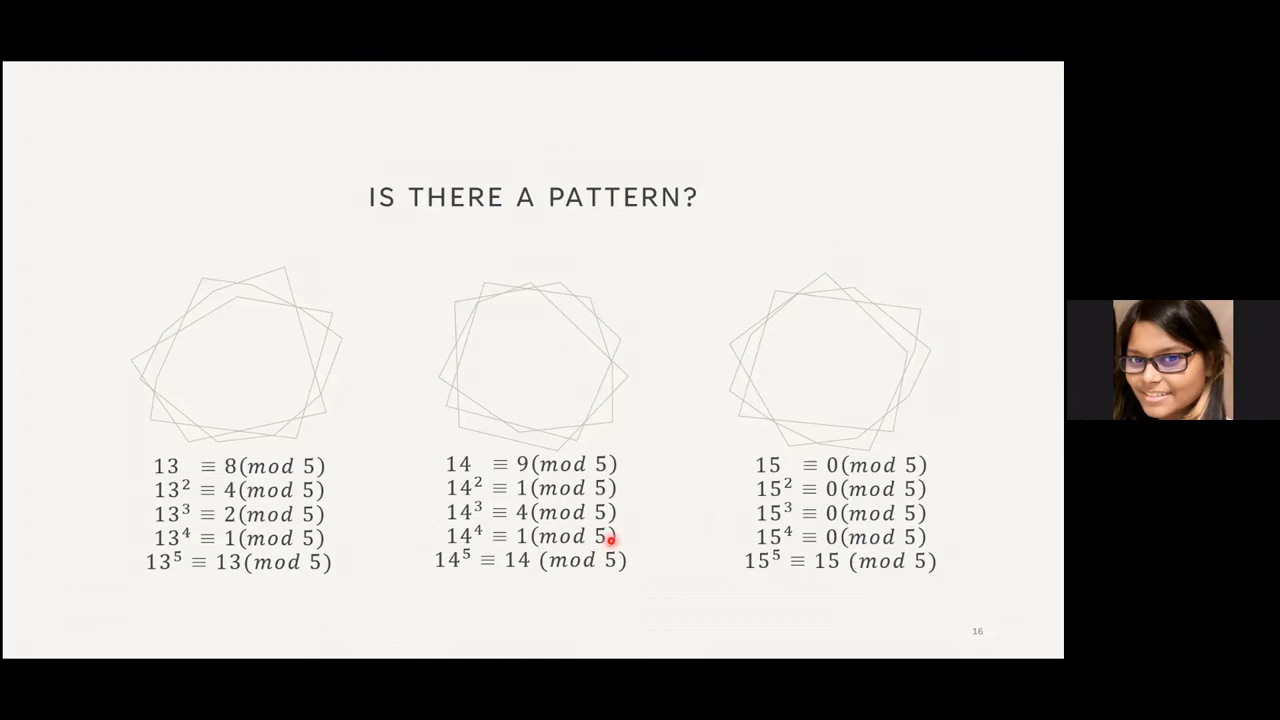 IS THERE A PATTERN?
13 ≡ 8(mod 5)
13² ≡ 4(mod 5)
13³ ≡ 2(mod 5)
13⁴ ≡ 1(mod 5)
13⁵ ≡ 13(mod 5)
14 ≡ 9(mod 5)
14² ≡ 1(mod 5)
14³ ≡ 4(mod 5)
14⁴ ≡ 1(mod 5)
14⁵ ≡ 14 (mod 5)
15 ≡ 0(mod 5)
15² ≡ 0(mod 5)
15³ ≡ 0(mod 5)
15⁴ ≡ 0(mod 5)
15⁵ ≡ 15 (mod 5)
16